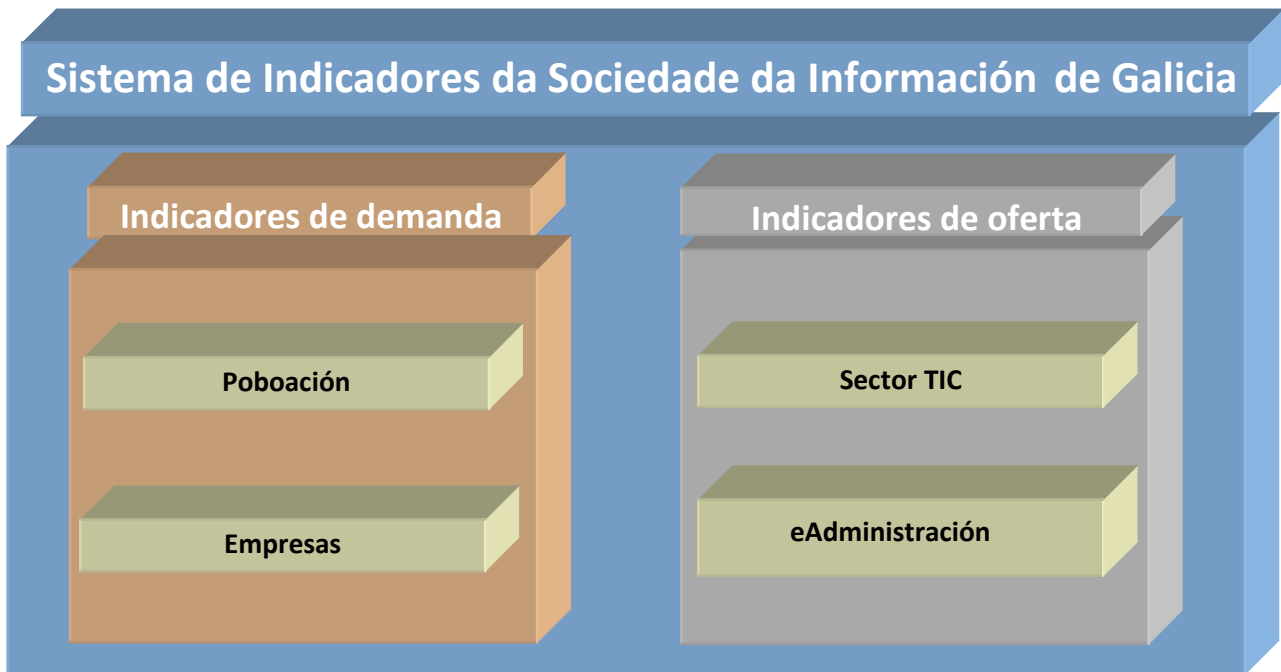 Sistema de Indicadores da Sociedade da Información de Galicia
Indicadores de demanda
Poboación
Empresas
Indicadores de oferta
Sector TIC
eAdministración